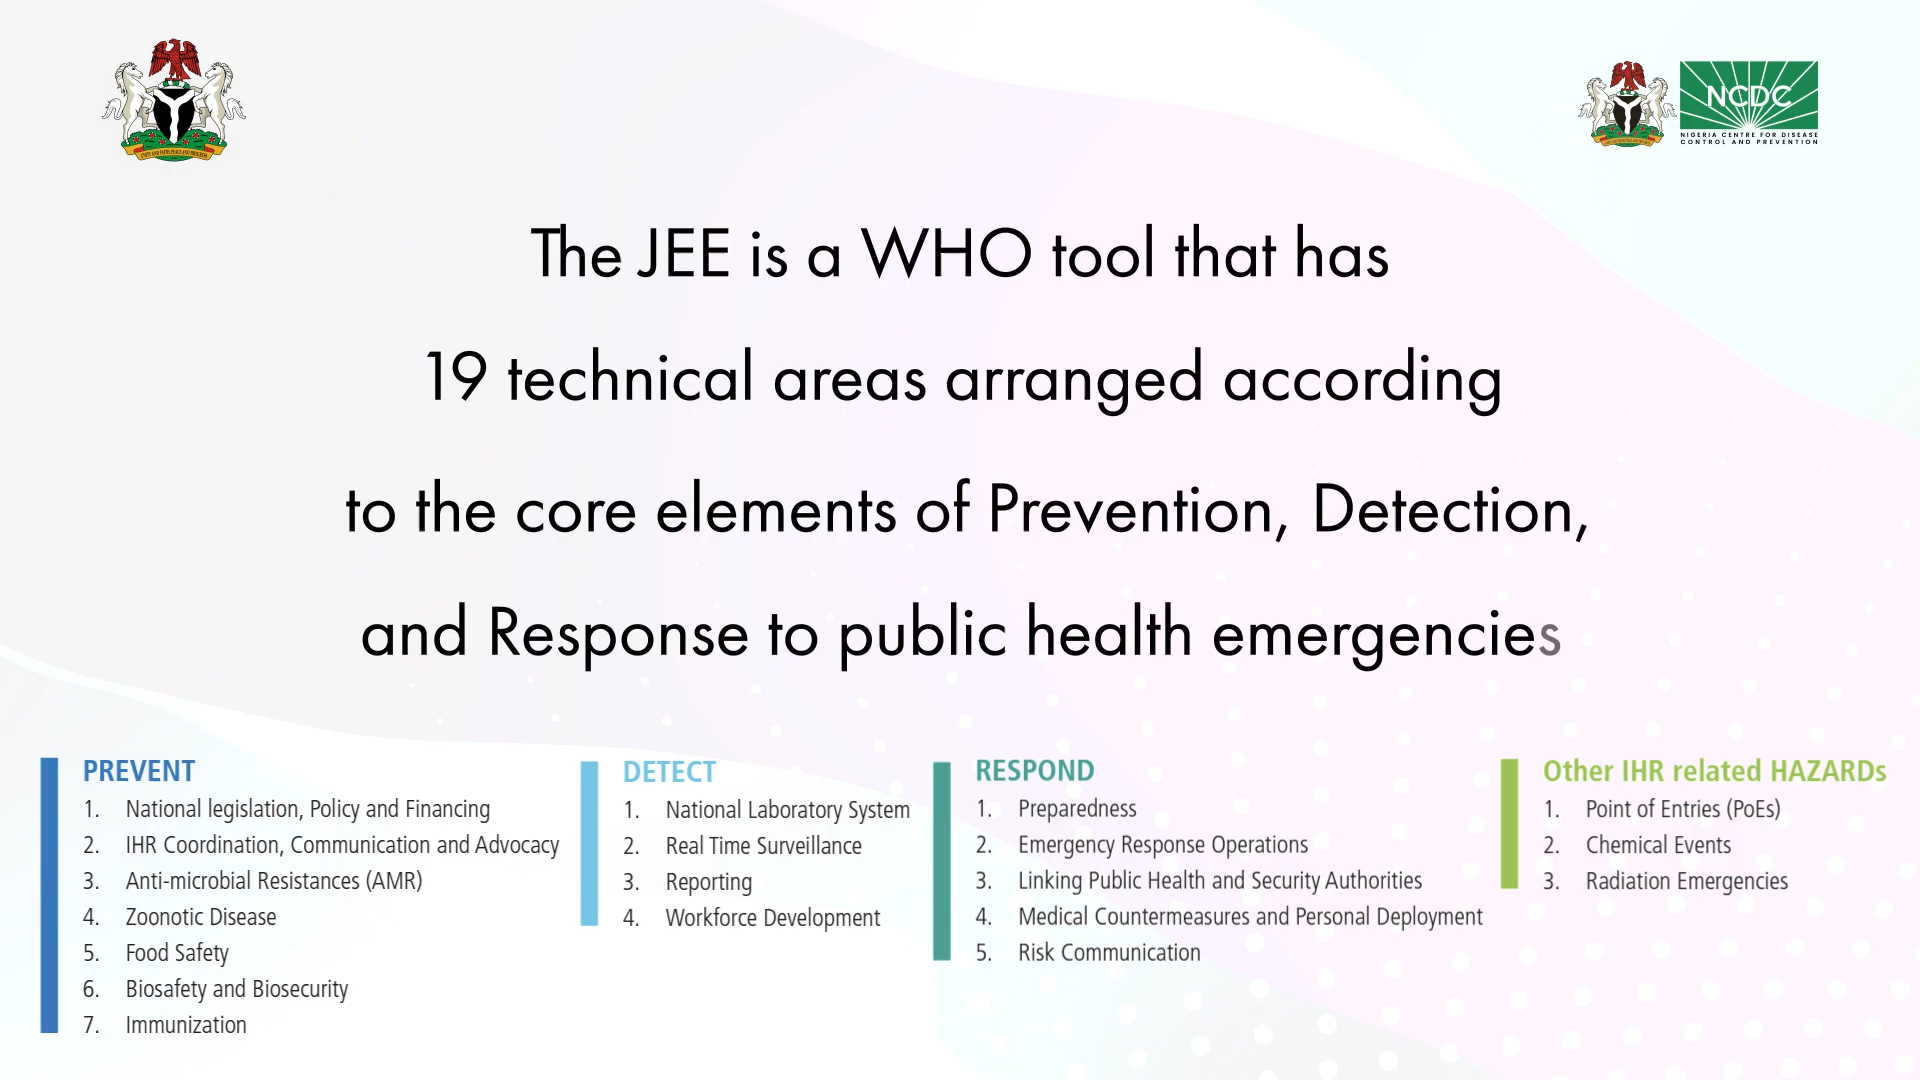 NCDC
NIGERIA CENTRE FOR DISEASE
CONTROL AND PREVENTION
The JEE is a WHO tool that has
19 technical areas arranged according
to the core elements of Prevention, Detection,
and Response to public health emergencies
PREVENT
1. National legislation, Policy and Financing
2. IHR Coordination, Communication and Advocacy
3. Anti-microbial Resistances (AMR)
4. Zoonotic Disease
5. Food Safety
6. Biosafety and Biosecurity
7. Immunization
DETECT
1. National Laboratory System
2. Real Time Surveillance
3. Reporting
4. Workforce Development
RESPOND
1. Preparedness
2. Emergency Response Operations
3. Linking Public Health and Security Authorities
4. Medical Countermeasures and Personal Deployment
5. Risk Communication
Other IHR related HAZARDs
1. Point of Entries (PoEs)
2. Chemical Events
3. Radiation Emergencies